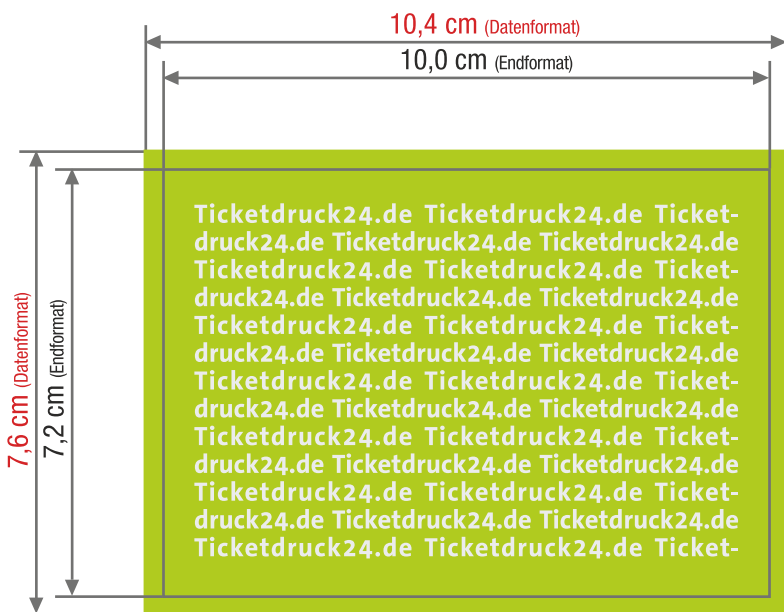 10,4 cm (Datenformat)
10,0 cm (Endformat)
7,6 cm (Datenformat)
7,2 cm (Endformat)
Ticketdruck24.de Ticketdruck24.de Ticket-
druck24.de Ticketdruck24.de Ticketdruck24.de
Ticketdruck24.de Ticketdruck24.de Ticket-
druck24.de Ticketdruck24.de Ticketdruck24.de
Ticketdruck24.de Ticketdruck24.de Ticket-
druck24.de Ticketdruck24.de Ticketdruck24.de
Ticketdruck24.de Ticketdruck24.de Ticket-
druck24.de Ticketdruck24.de Ticketdruck24.de
Ticketdruck24.de Ticketdruck24.de Ticket-
druck24.de Ticketdruck24.de Ticketdruck24.de
Ticketdruck24.de Ticketdruck24.de Ticket-
druck24.de Ticketdruck24.de Ticketdruck24.de
Ticketdruck24.de Ticketdruck24.de Ticket-